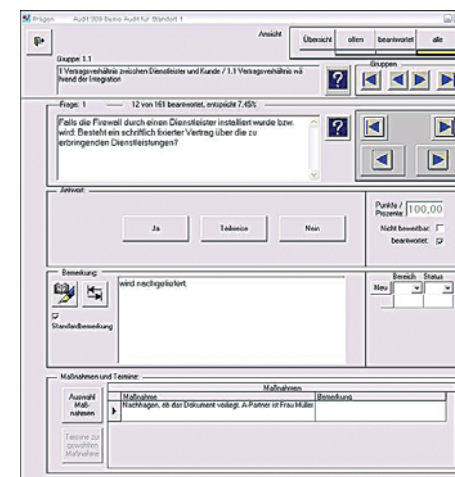 Fragen Audit 009 Demo Audit für Standort 1
Ansicht
Übersicht offen beantwortet alle
Gruppe: 1.1
1 Vertragsverhältnis zwischen Dienstleister und Kunde / 1.1 Vertragsverhältnis wä
hrend der Integration
Gruppen
Frage: 1 12 von 161 beantwortet, entspricht 7,45%
Falls die Firewall durch einen Dienstleister installiert wurde bzw.
wird: Besteht ein schriftlich fixierter Vertrag über die zu
erbringenden Dienstleistungen?
Antwort:
Ja Teilweise Nein
Punkte /
Prozente: 100,00
Nicht bewertbar:
beantwortet:
Bemerkung:
wird nachgeliefert
Standardbemerkung
Bereich Status
Neu
Maßnahmen und Termine:
Auswahl
Maß-
nahmen
Maßnahmen
Maßnahme Bemerkung
Nachhagen, ob das Dokument vorliegt. A-Partner ist Frau Müller
Termine zur
gewählten
Maßnahme